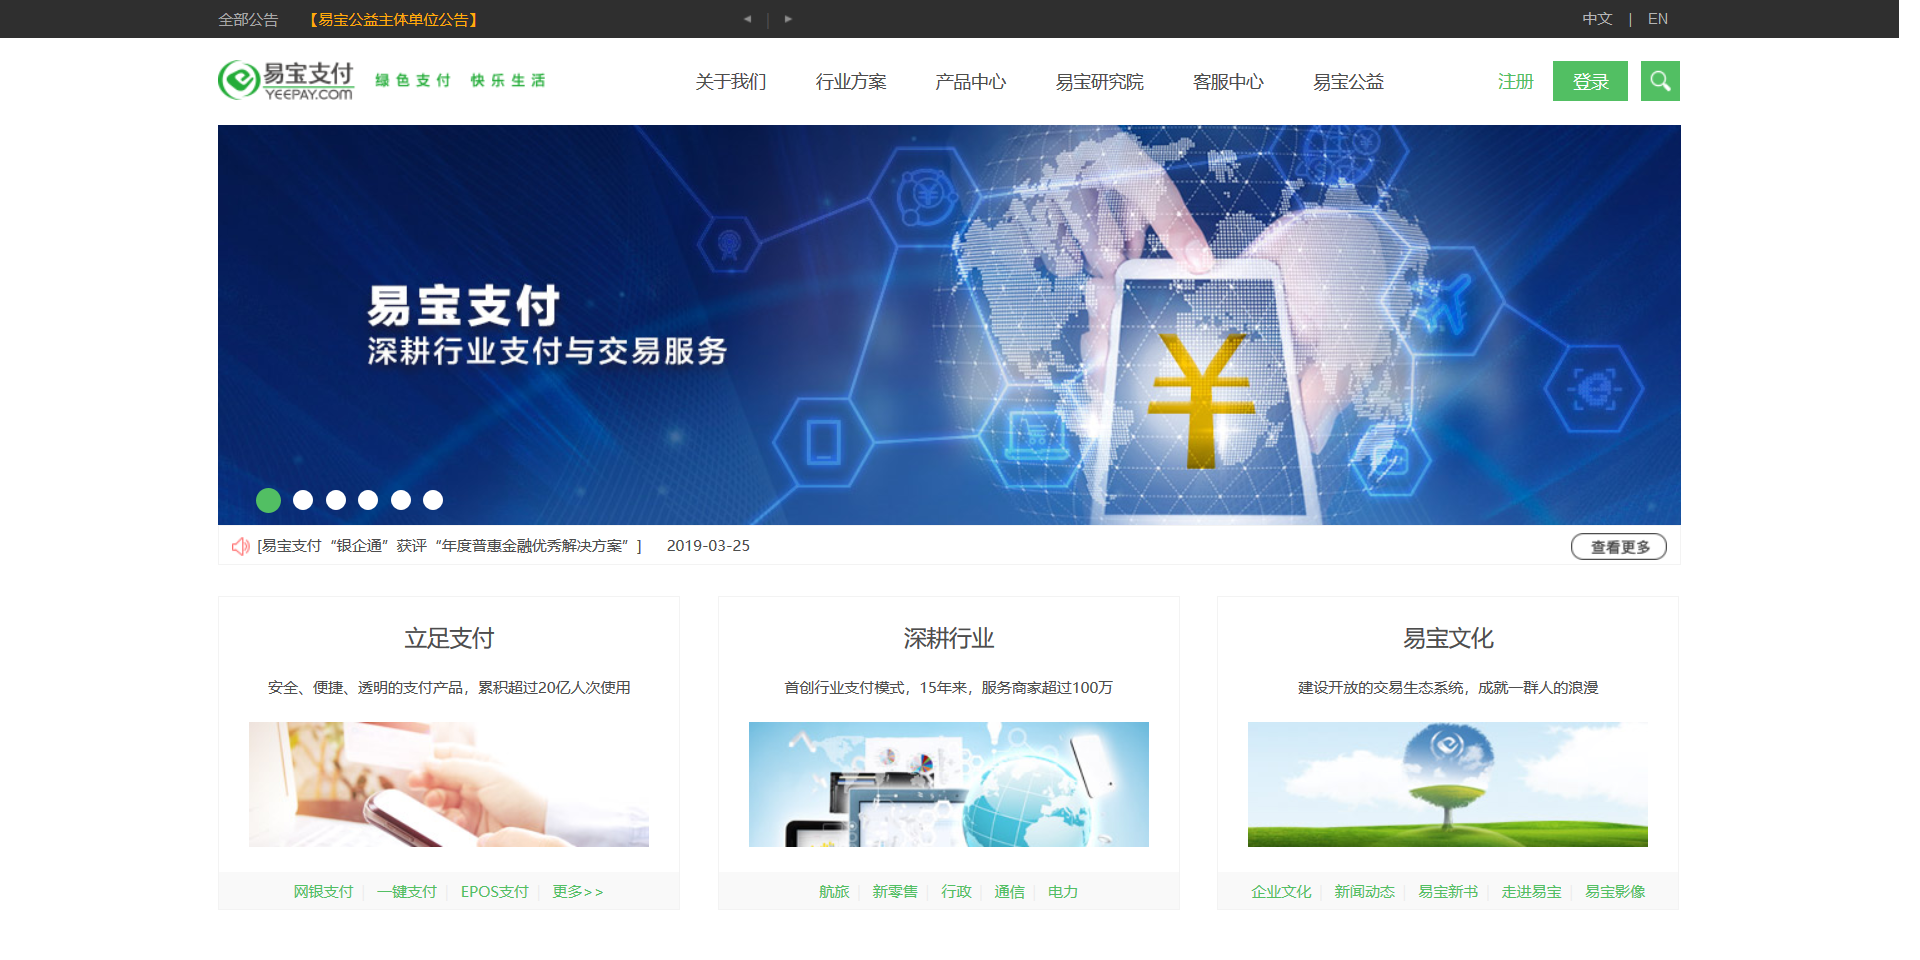 全部公告 【易宝公益主体单位公告】 中文 | EN
易宝支付 YEEPAY.COM 绿色支付 快乐生活 关于我们 行业方案 产品中心 易宝研究院 客服中心 易宝公益 注册 登录
易宝支付
深耕行业支付与交易服务
[易宝支付“银企通”获评“年度普惠金融优秀解决方案”] 2019-03-25 查看更多
立足支付
安全、便捷、透明的支付产品，累积超过20亿人次使用
网银支付 一键支付 EPOS支付 更多>>
深耕行业
首创行业支付模式，15年来，服务商家超过100万
航旅 新零售 行政 通信 电力
易宝文化
建设开放的交易生态系统，成就一群人的浪漫
企业文化 新闻动态 易宝新书 走进易宝 易宝影像